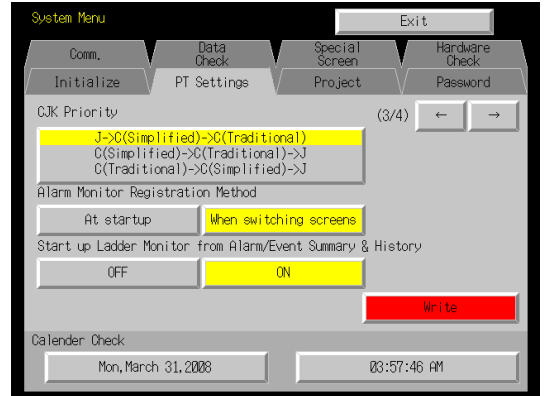 System Menu
Exit
Comm.
Data Check
Special Screen
Hardware Check
Initialize
PT Settings
Project
Password
CJK Priority
(3/4)
←
→
J->C(Simplified)->C(Traditional)
C(Simplified)->C(Traditional)->J
C(Traditional)->C(Simplified)->J
Alarm Monitor Registration Method
At startup
When switching screens
Start up Ladder Monitor from Alarm/Event Summary & History
OFF
ON
Write
Calender Check
Mon,March 31,2008
03:57:46 AM